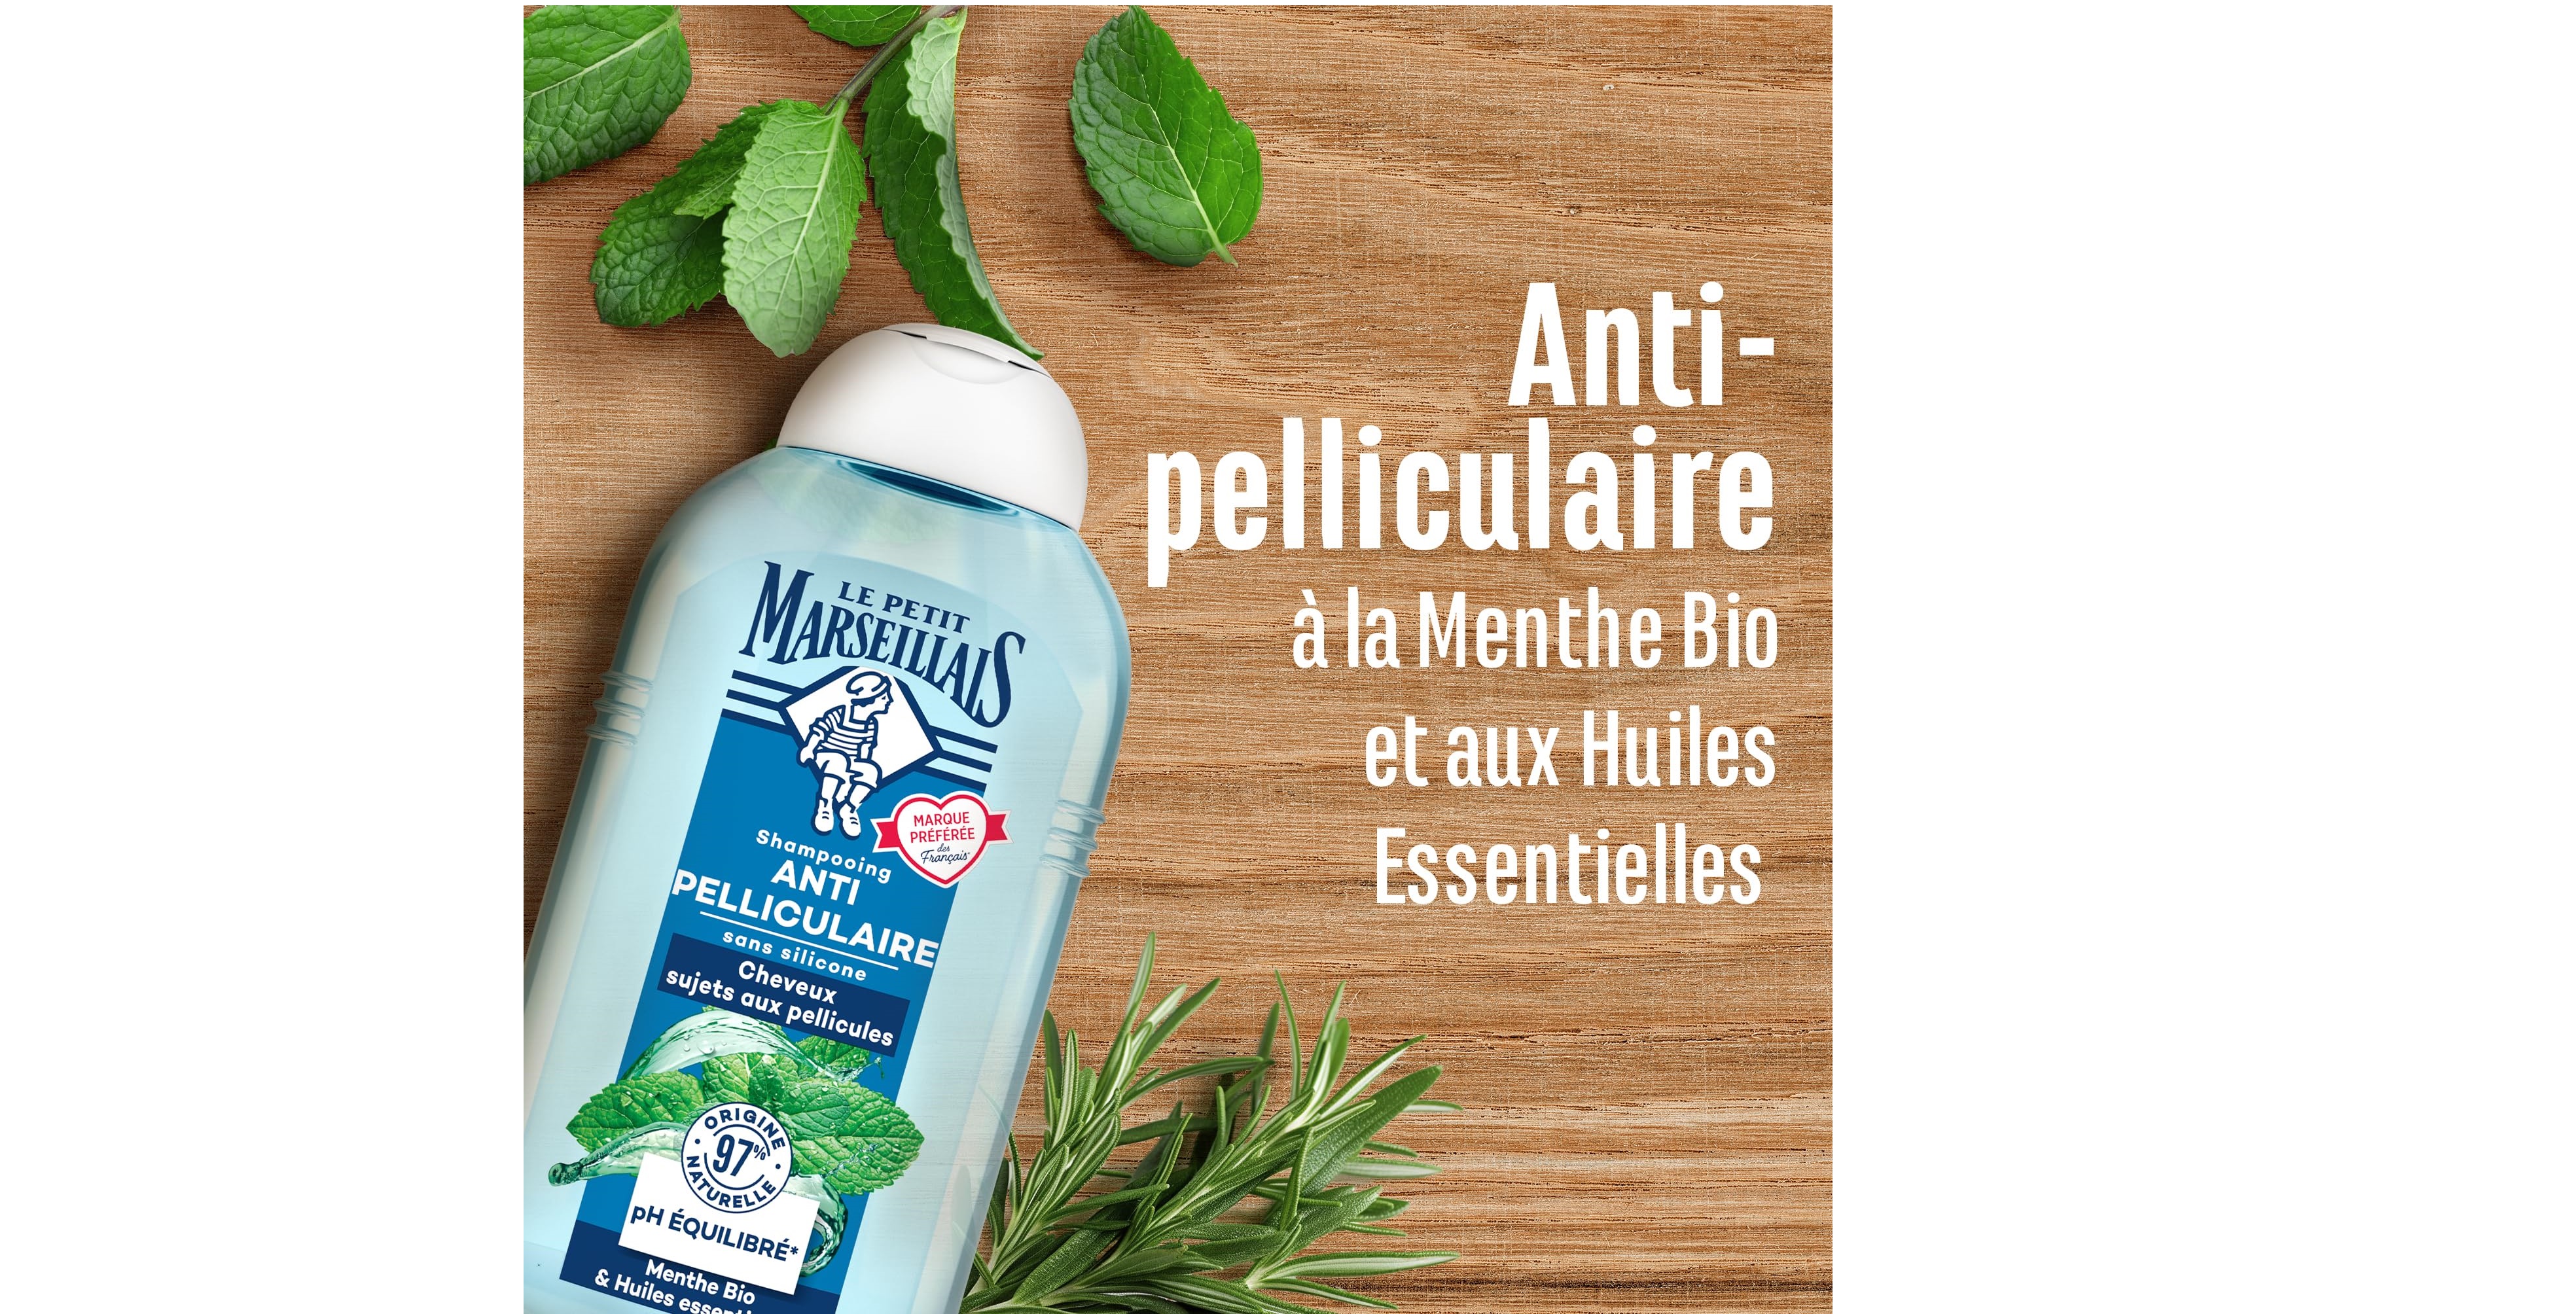 Anti-
pelliculaire
à la Menthe Bio
et aux Huiles
Essentielles
LE PETIT
MARSEILLAIS
MARQUE
PRÉFÉRÉE
des
Français
Shampooing
ANTI
PELLICULAIRE
sans silicone
Cheveux
sujets aux pellicules
ORIGINE
97%
NATURELLE
pH ÉQUILIBRÉ*
Menthe Bio
& Huiles